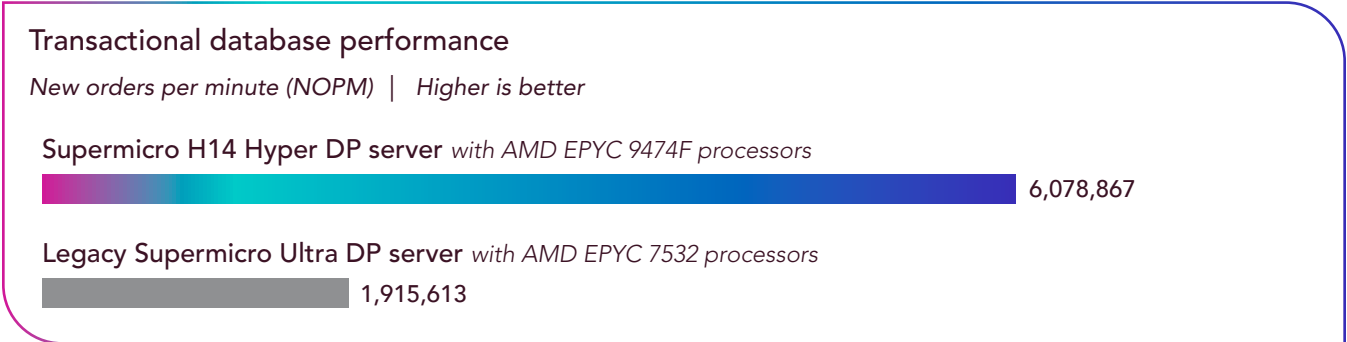 Transactional database performance
New orders per minute (NOPM) | Higher is better
Supermicro H14 Hyper DP server with AMD EPYC 9474F processors
6,078,867
Legacy Supermicro Ultra DP server with AMD EPYC 7532 processors
1,915,613